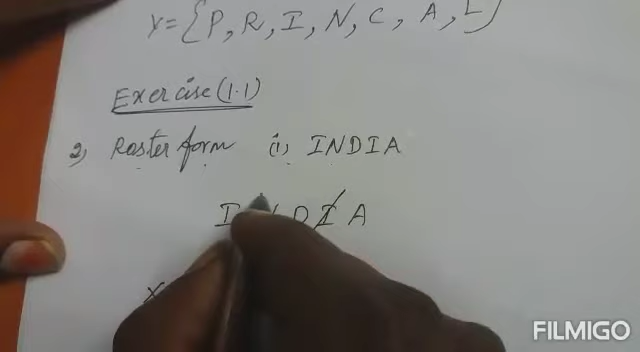 Y = {P, R, I, N, C, A, L}
Exercise (1.1)
2, Roster form (i) INDIA
I N D I A
X
FILMIGO